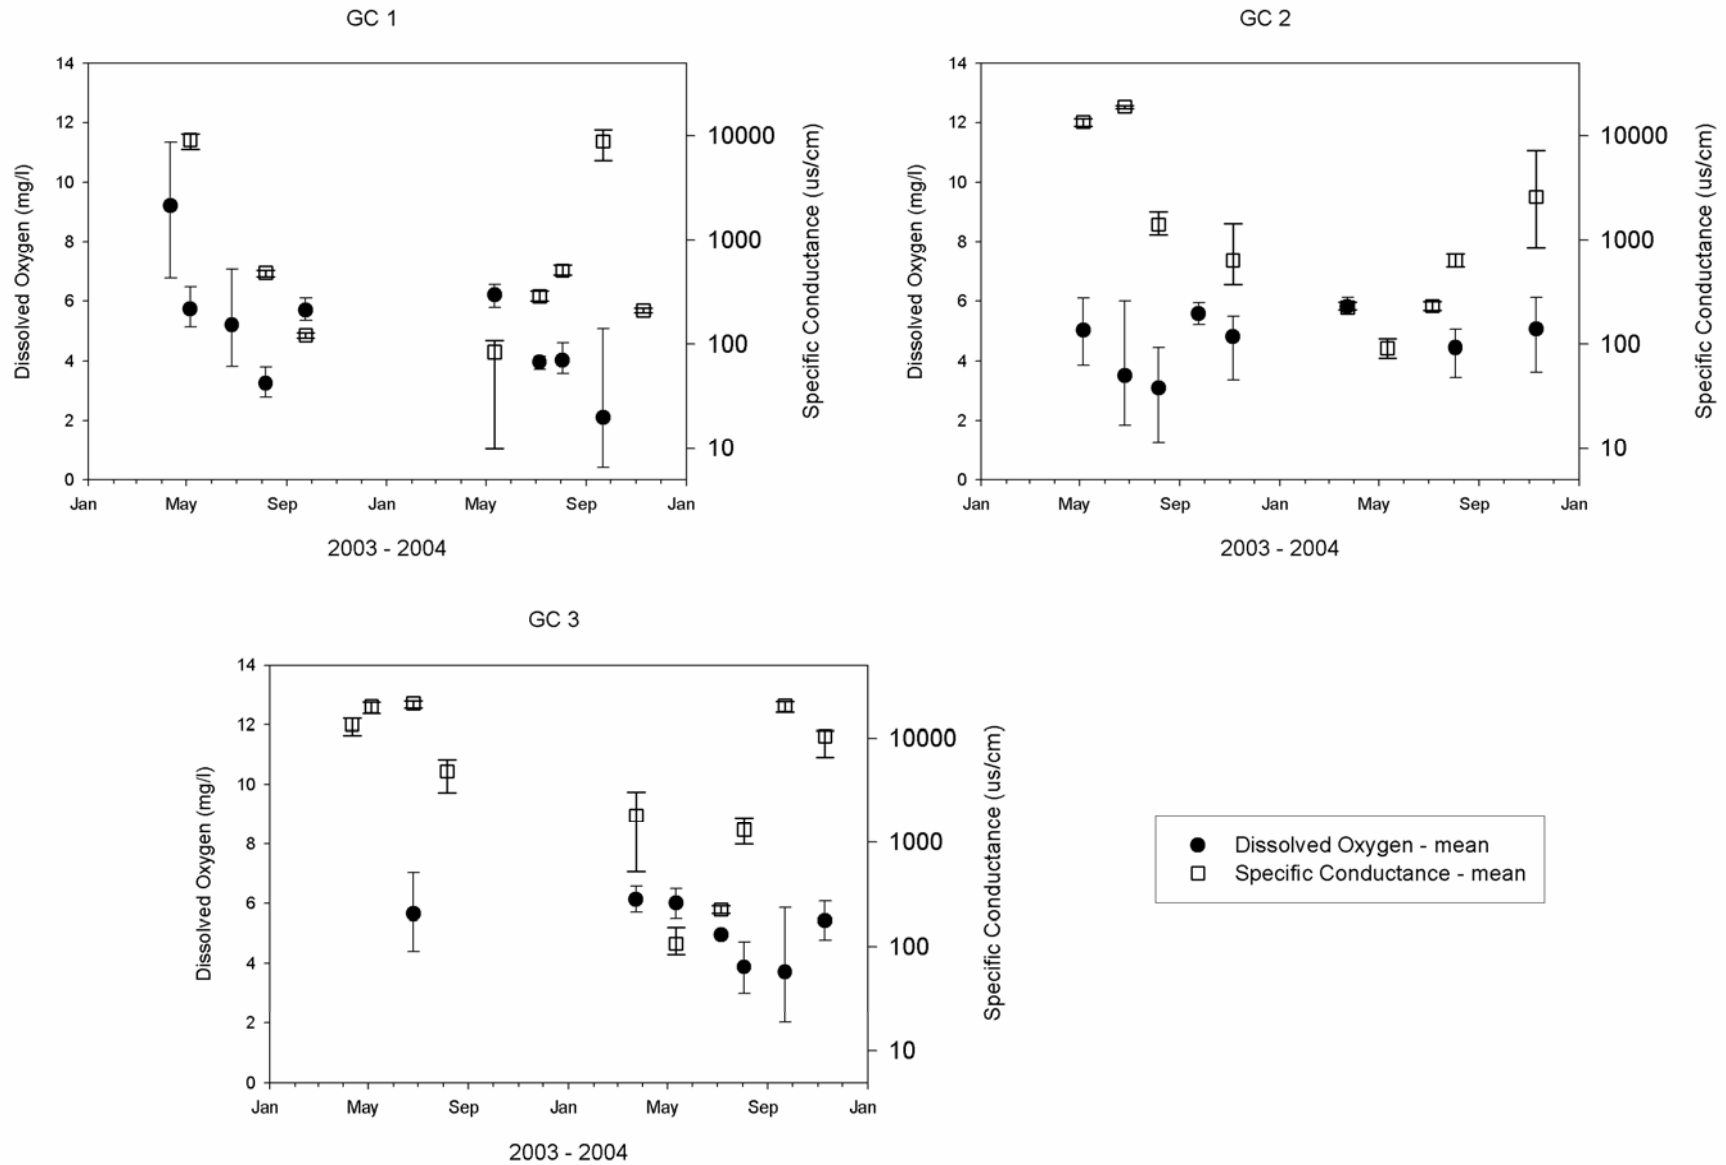 GC 1
14
12
10
8
6
4
2
0
Dissolved Oxygen (mg/l)
10000
1000
100
10
Specific Conductance (us/cm)
Jan May Sep Jan May Sep Jan
2003 - 2004
GC 2
14
12
10
8
6
4
2
0
Dissolved Oxygen (mg/l)
10000
1000
100
10
Specific Conductance (us/cm)
Jan May Sep Jan May Sep Jan
2003 - 2004
GC 3
14
12
10
8
6
4
2
0
Dissolved Oxygen (mg/l)
10000
1000
100
10
Specific Conductance (us/cm)
Jan May Sep Jan May Sep Jan
2003 - 2004
Dissolved Oxygen - mean
Specific Conductance - mean